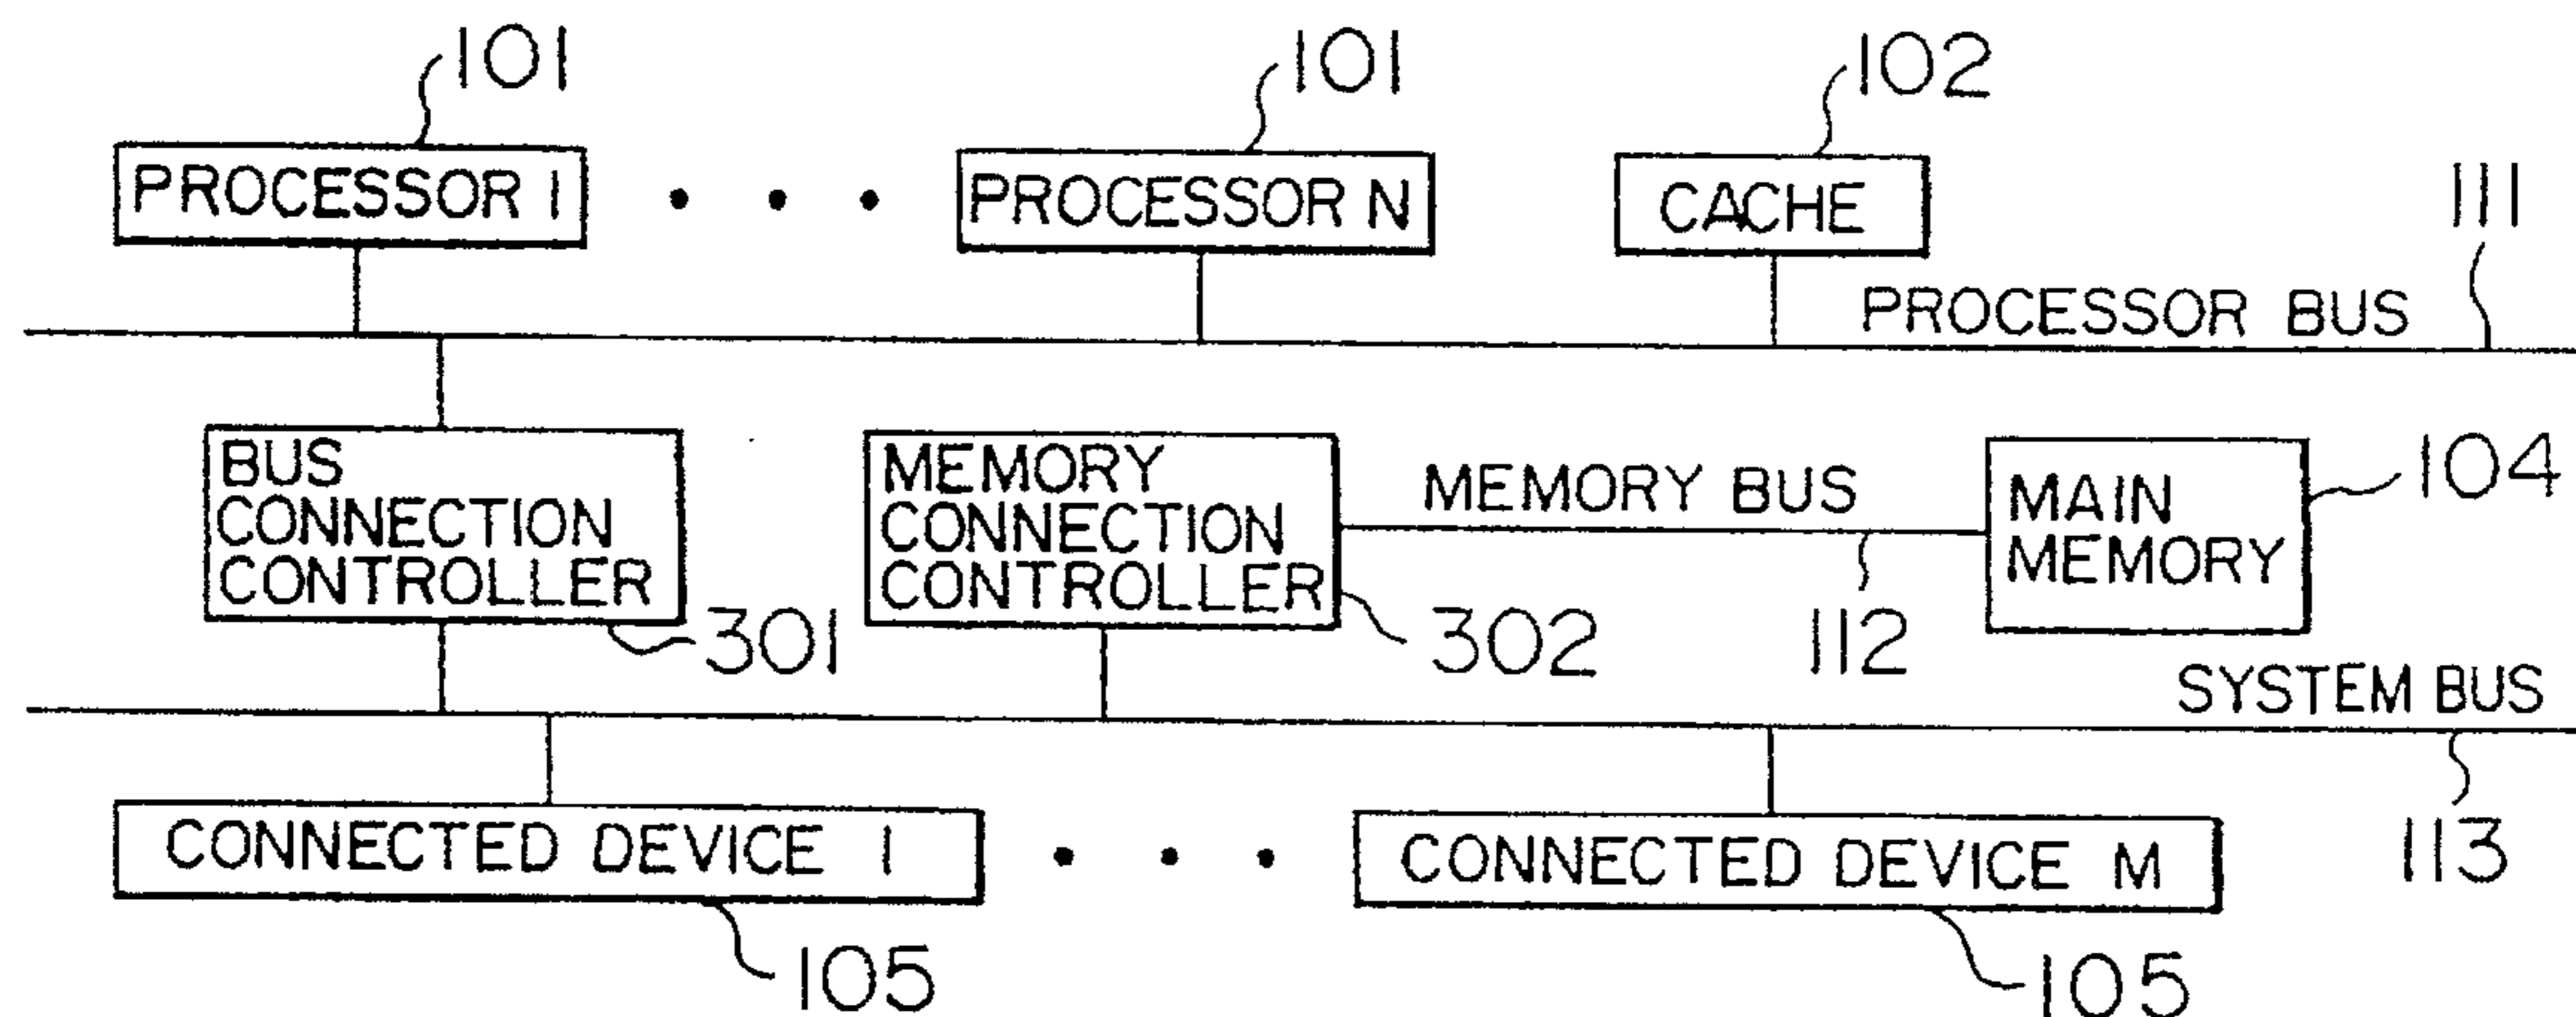 101
101
102
PROCESSOR 1
PROCESSOR N
CACHE
111
PROCESSOR BUS
BUS
CONNECTION
CONTROLLER
301
MEMORY
CONNECTION
CONTROLLER
302
MEMORY BUS
112
MAIN
MEMORY
104
SYSTEM BUS
113
CONNECTED DEVICE 1
CONNECTED DEVICE M
105
105